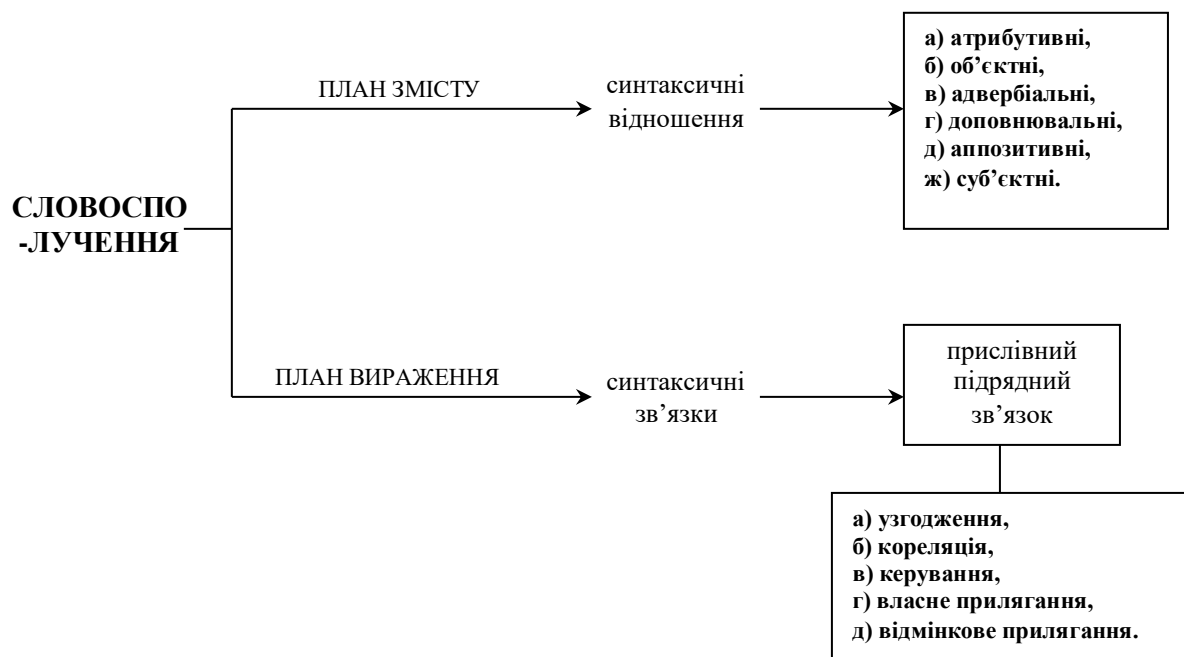 а) атрибутивні,
б) об’єктні,
в) адвербіальні,
г) доповнювальні,
д) аппозитивні,
ж) суб’єктні.
ПЛАН ЗМІСТУ
синтаксичні
відношення
СЛОВОСПО
-ЛУЧЕННЯ
ПЛАН ВИРАЖЕННЯ
синтаксичні
зв’язки
прислівний
підрядний
зв’язок
а) узгодження,
б) кореляція,
в) керування,
г) власне прилягання,
д) відмінкове прилягання.